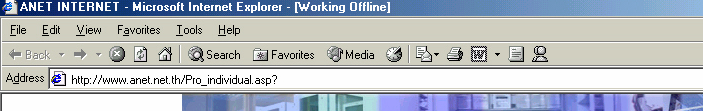 ANET INTERNET - Microsoft Internet Explorer - [Working Offline]
File Edit View Favorites Tools Help
Back Search Favorites Media
Address http://www.anet.net.th/Pro_individual.asp?